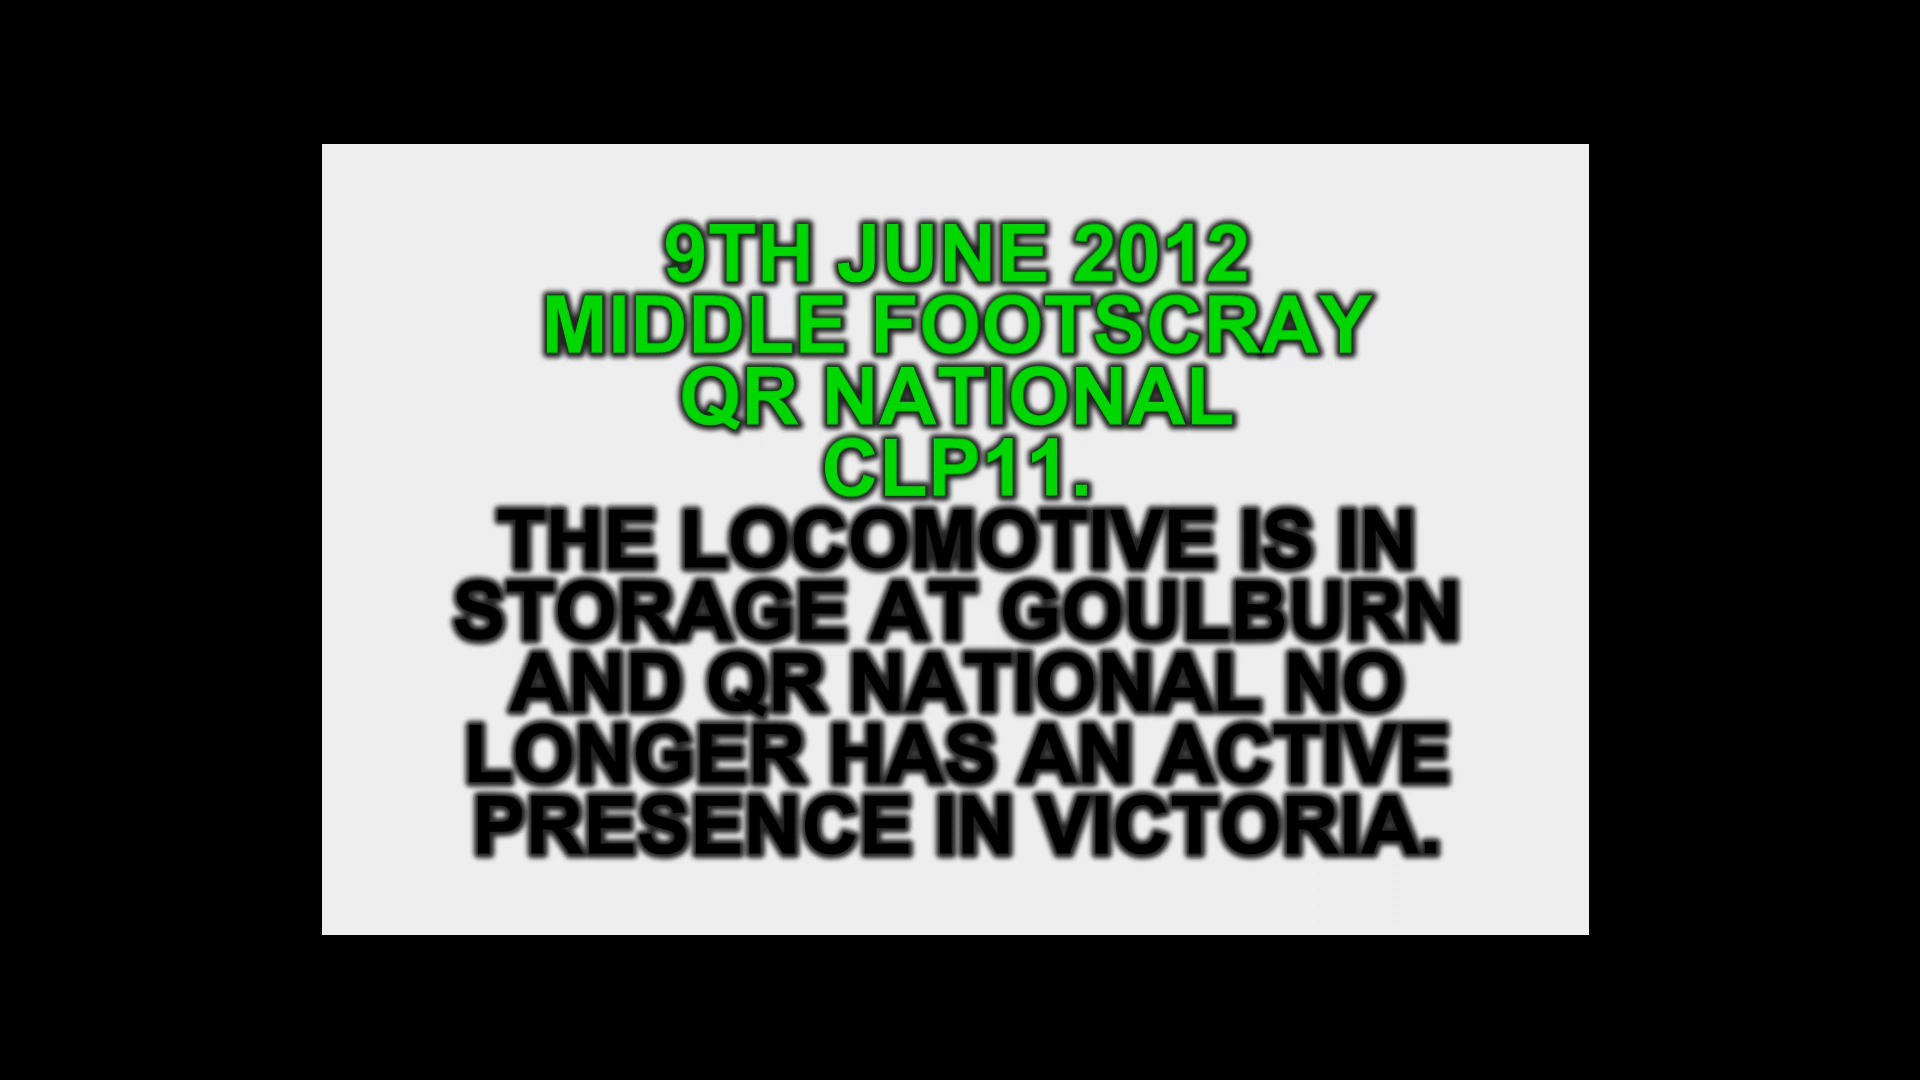 9TH JUNE 2012
MIDDLE FOOTSCRAY
QR NATIONAL
CLP11.
THE LOCOMOTIVE IS IN
STORAGE AT GOULBURN
AND QR NATIONAL NO
LONGER HAS AN ACTIVE
PRESENCE IN VICTORIA.